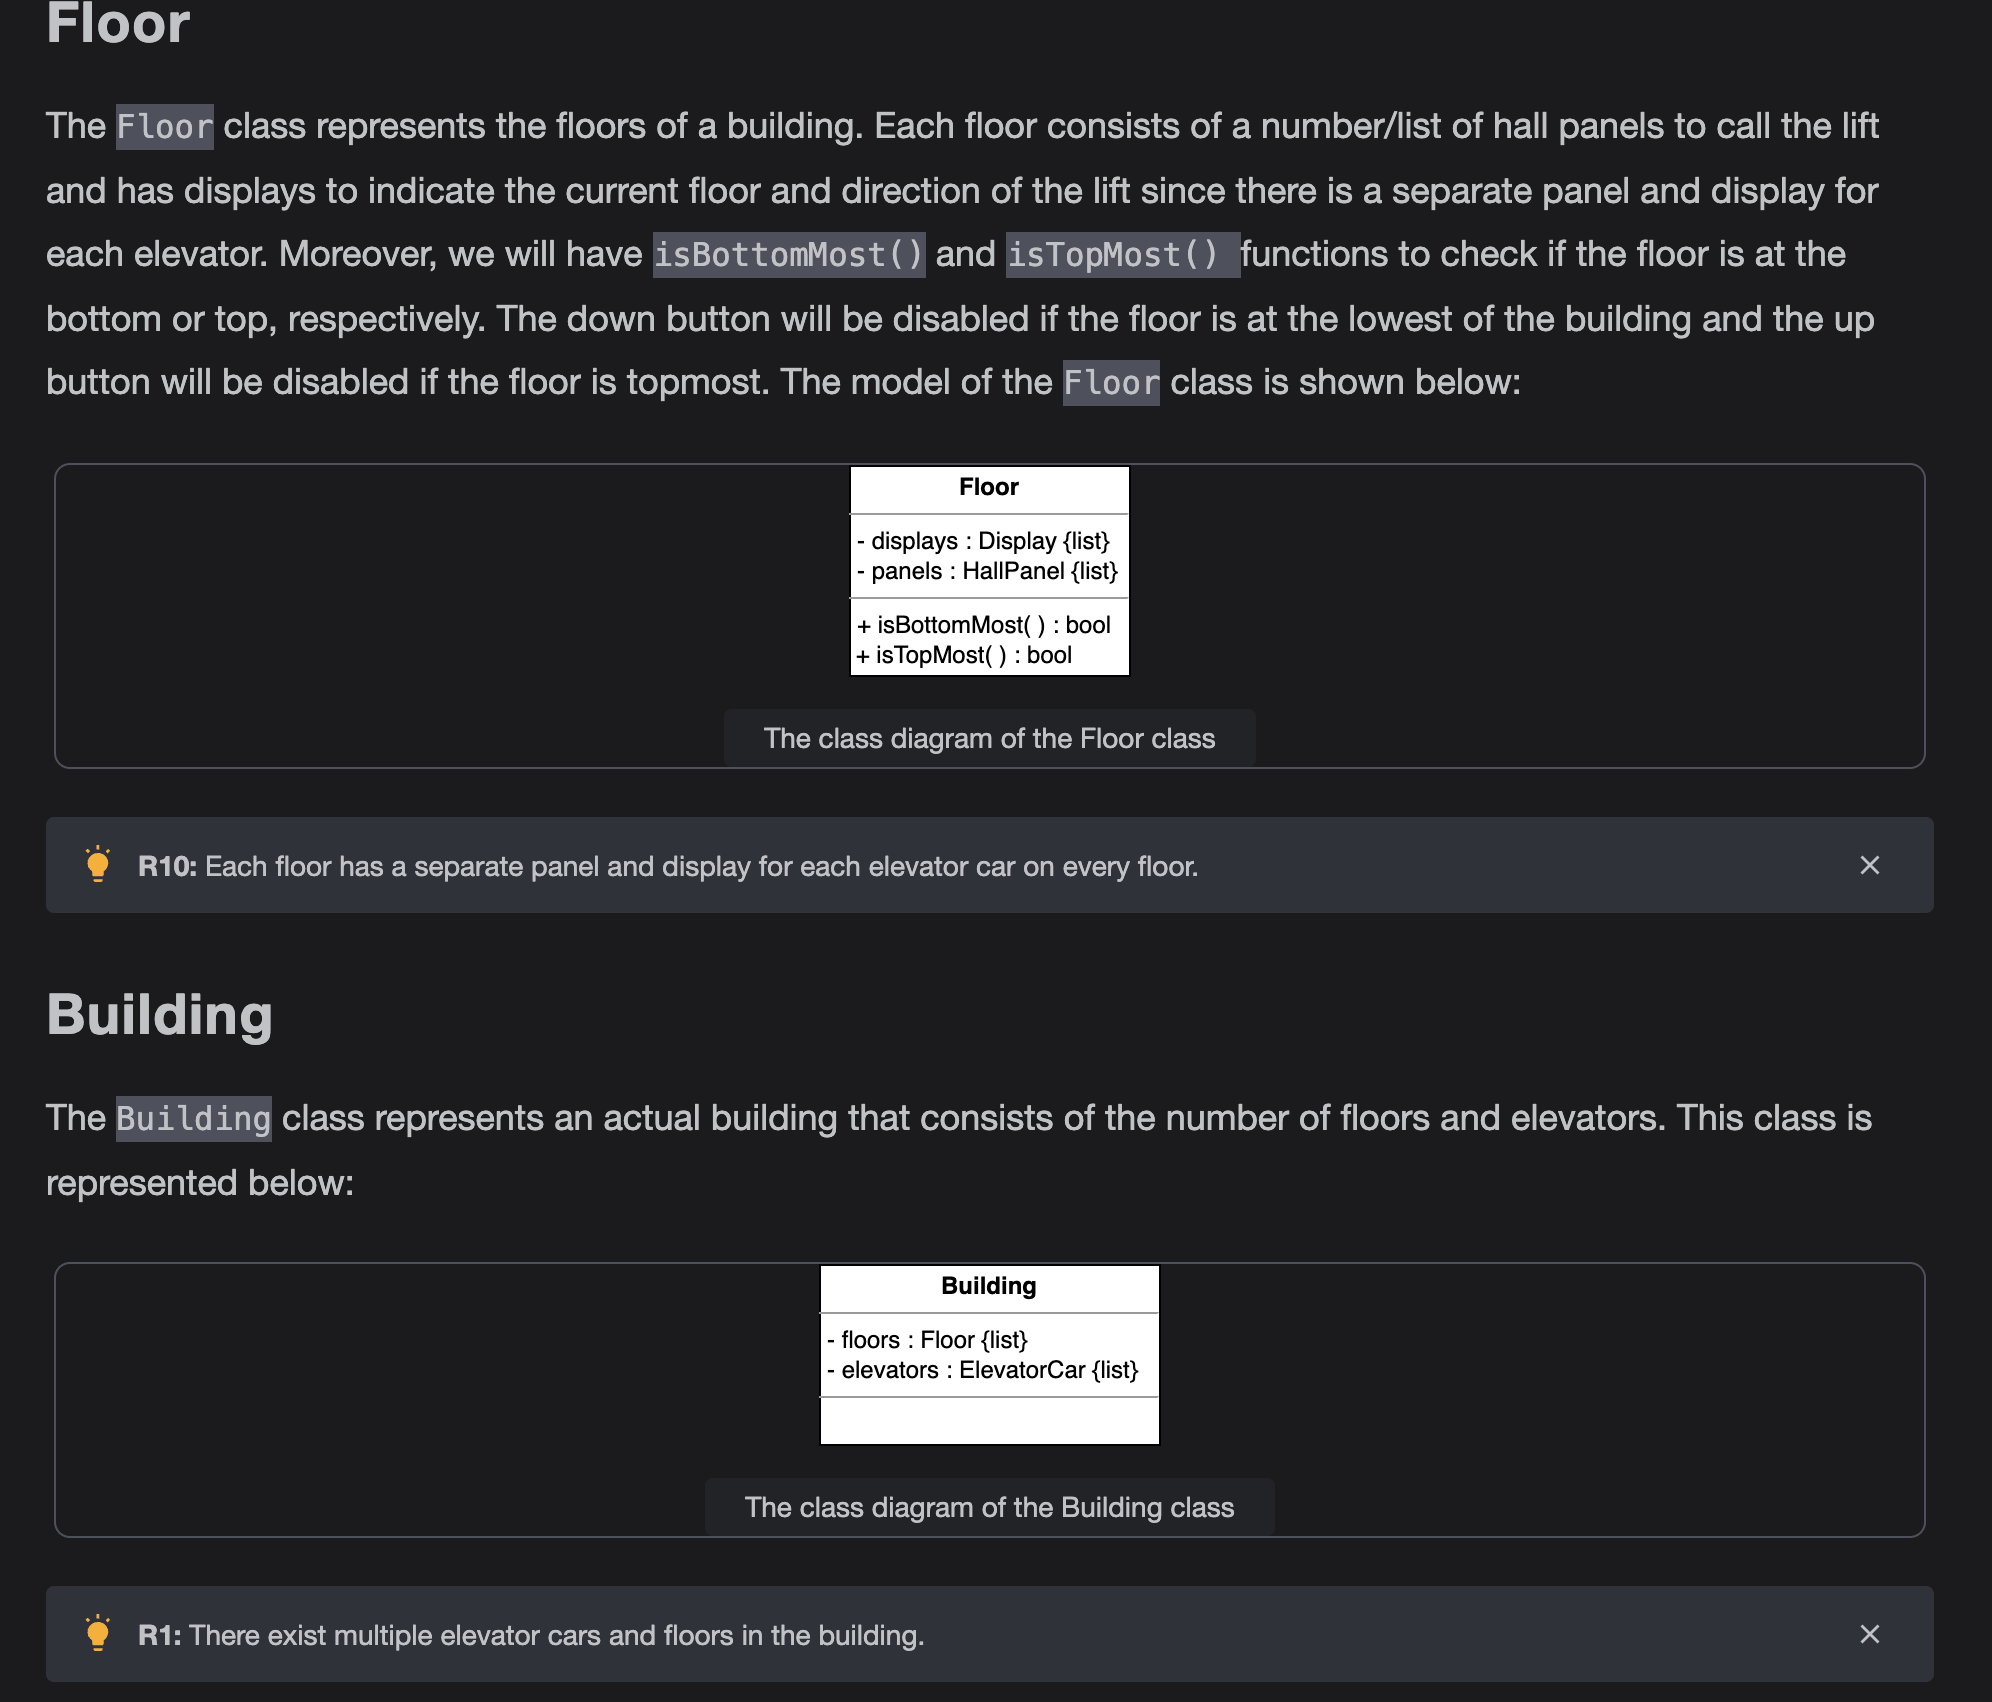 Floor
The Floor class represents the floors of a building. Each floor consists of a number/list of hall panels to call the lift
and has displays to indicate the current floor and direction of the lift since there is a separate panel and display for
each elevator. Moreover, we will have isBottomMost() and isTopMost() functions to check if the floor is at the
bottom or top, respectively. The down button will be disabled if the floor is at the lowest of the building and the up
button will be disabled if the floor is topmost. The model of the Floor class is shown below:
Floor
- displays : Display {list}
- panels : HallPanel {list}
+ isBottomMost( ) : bool
+ isTopMost( ) : bool
The class diagram of the Floor class
R10: Each floor has a separate panel and display for each elevator car on every floor.
Building
The Building class represents an actual building that consists of the number of floors and elevators. This class is
represented below:
Building
- floors : Floor {list}
- elevators : ElevatorCar {list}
The class diagram of the Building class
R1: There exist multiple elevator cars and floors in the building.